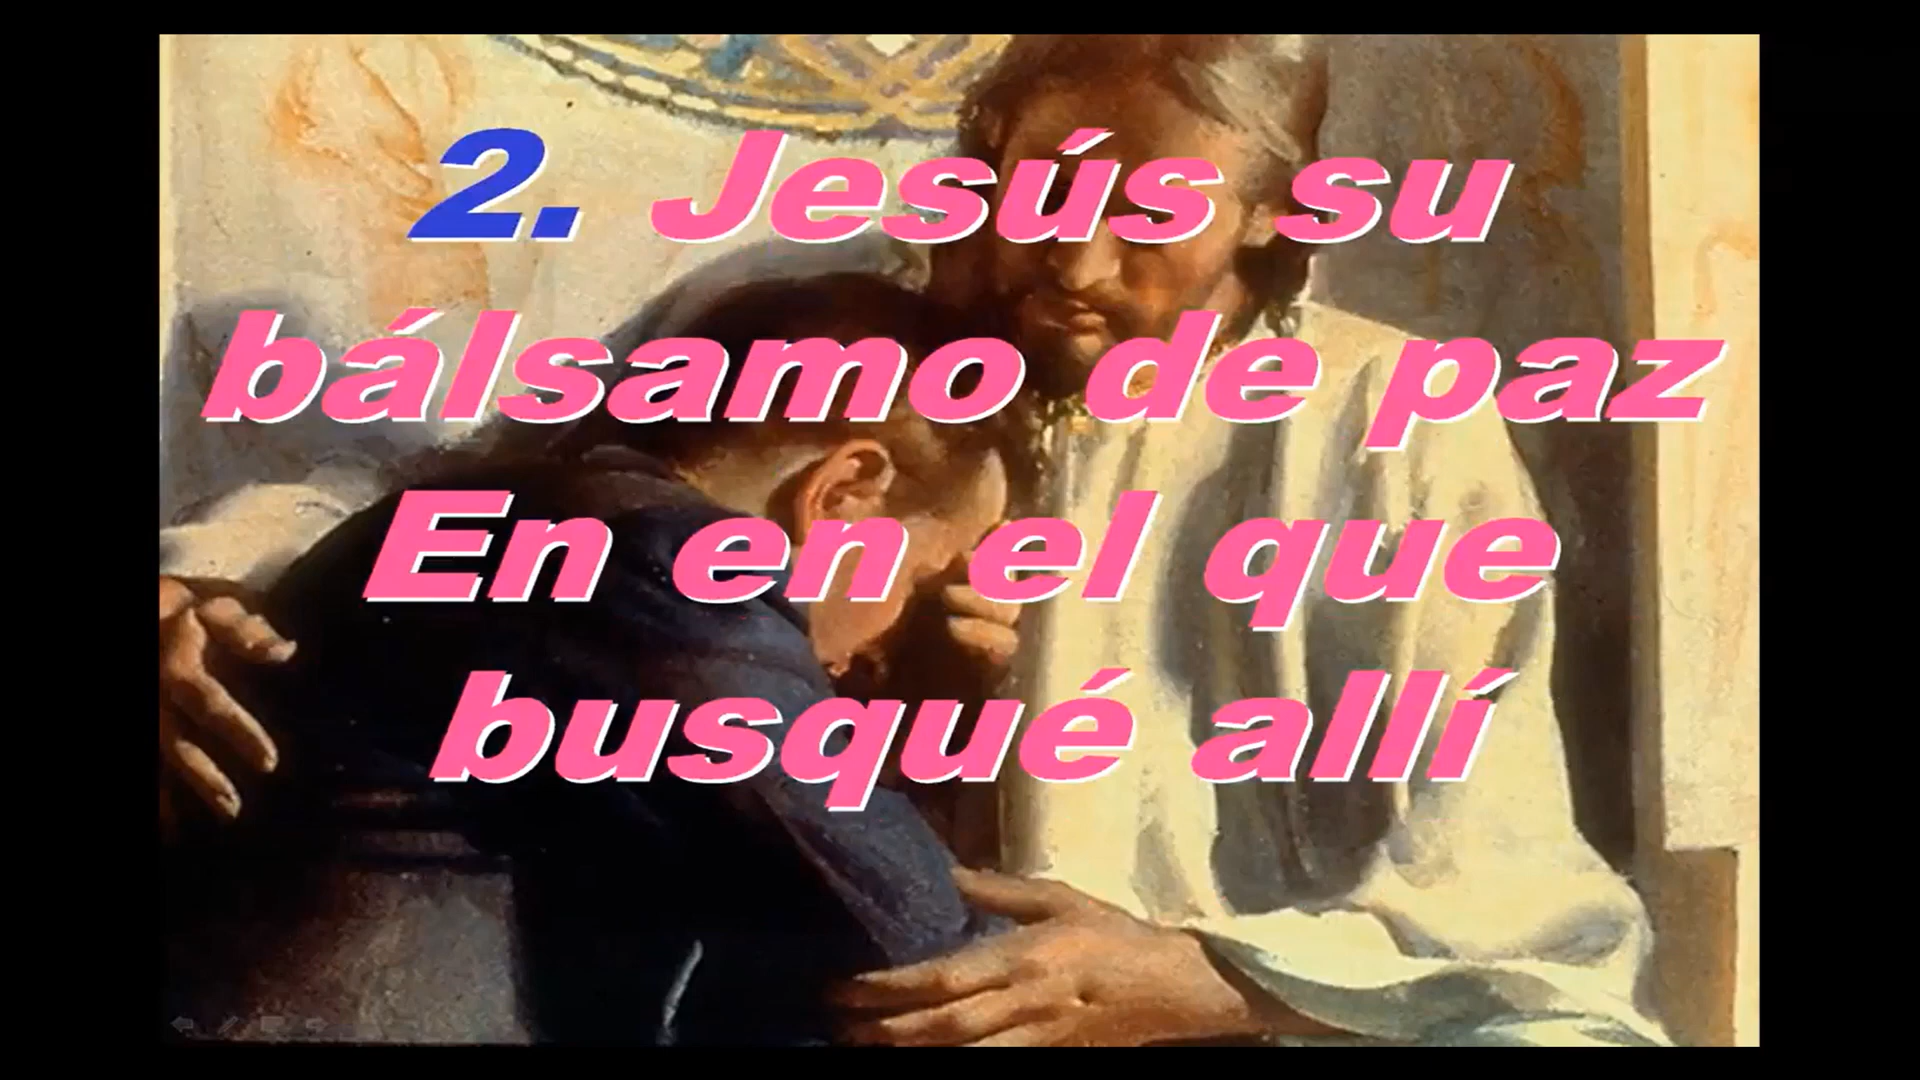 2. Jesús su
bálsamo de paz
En en el que
busqué allí